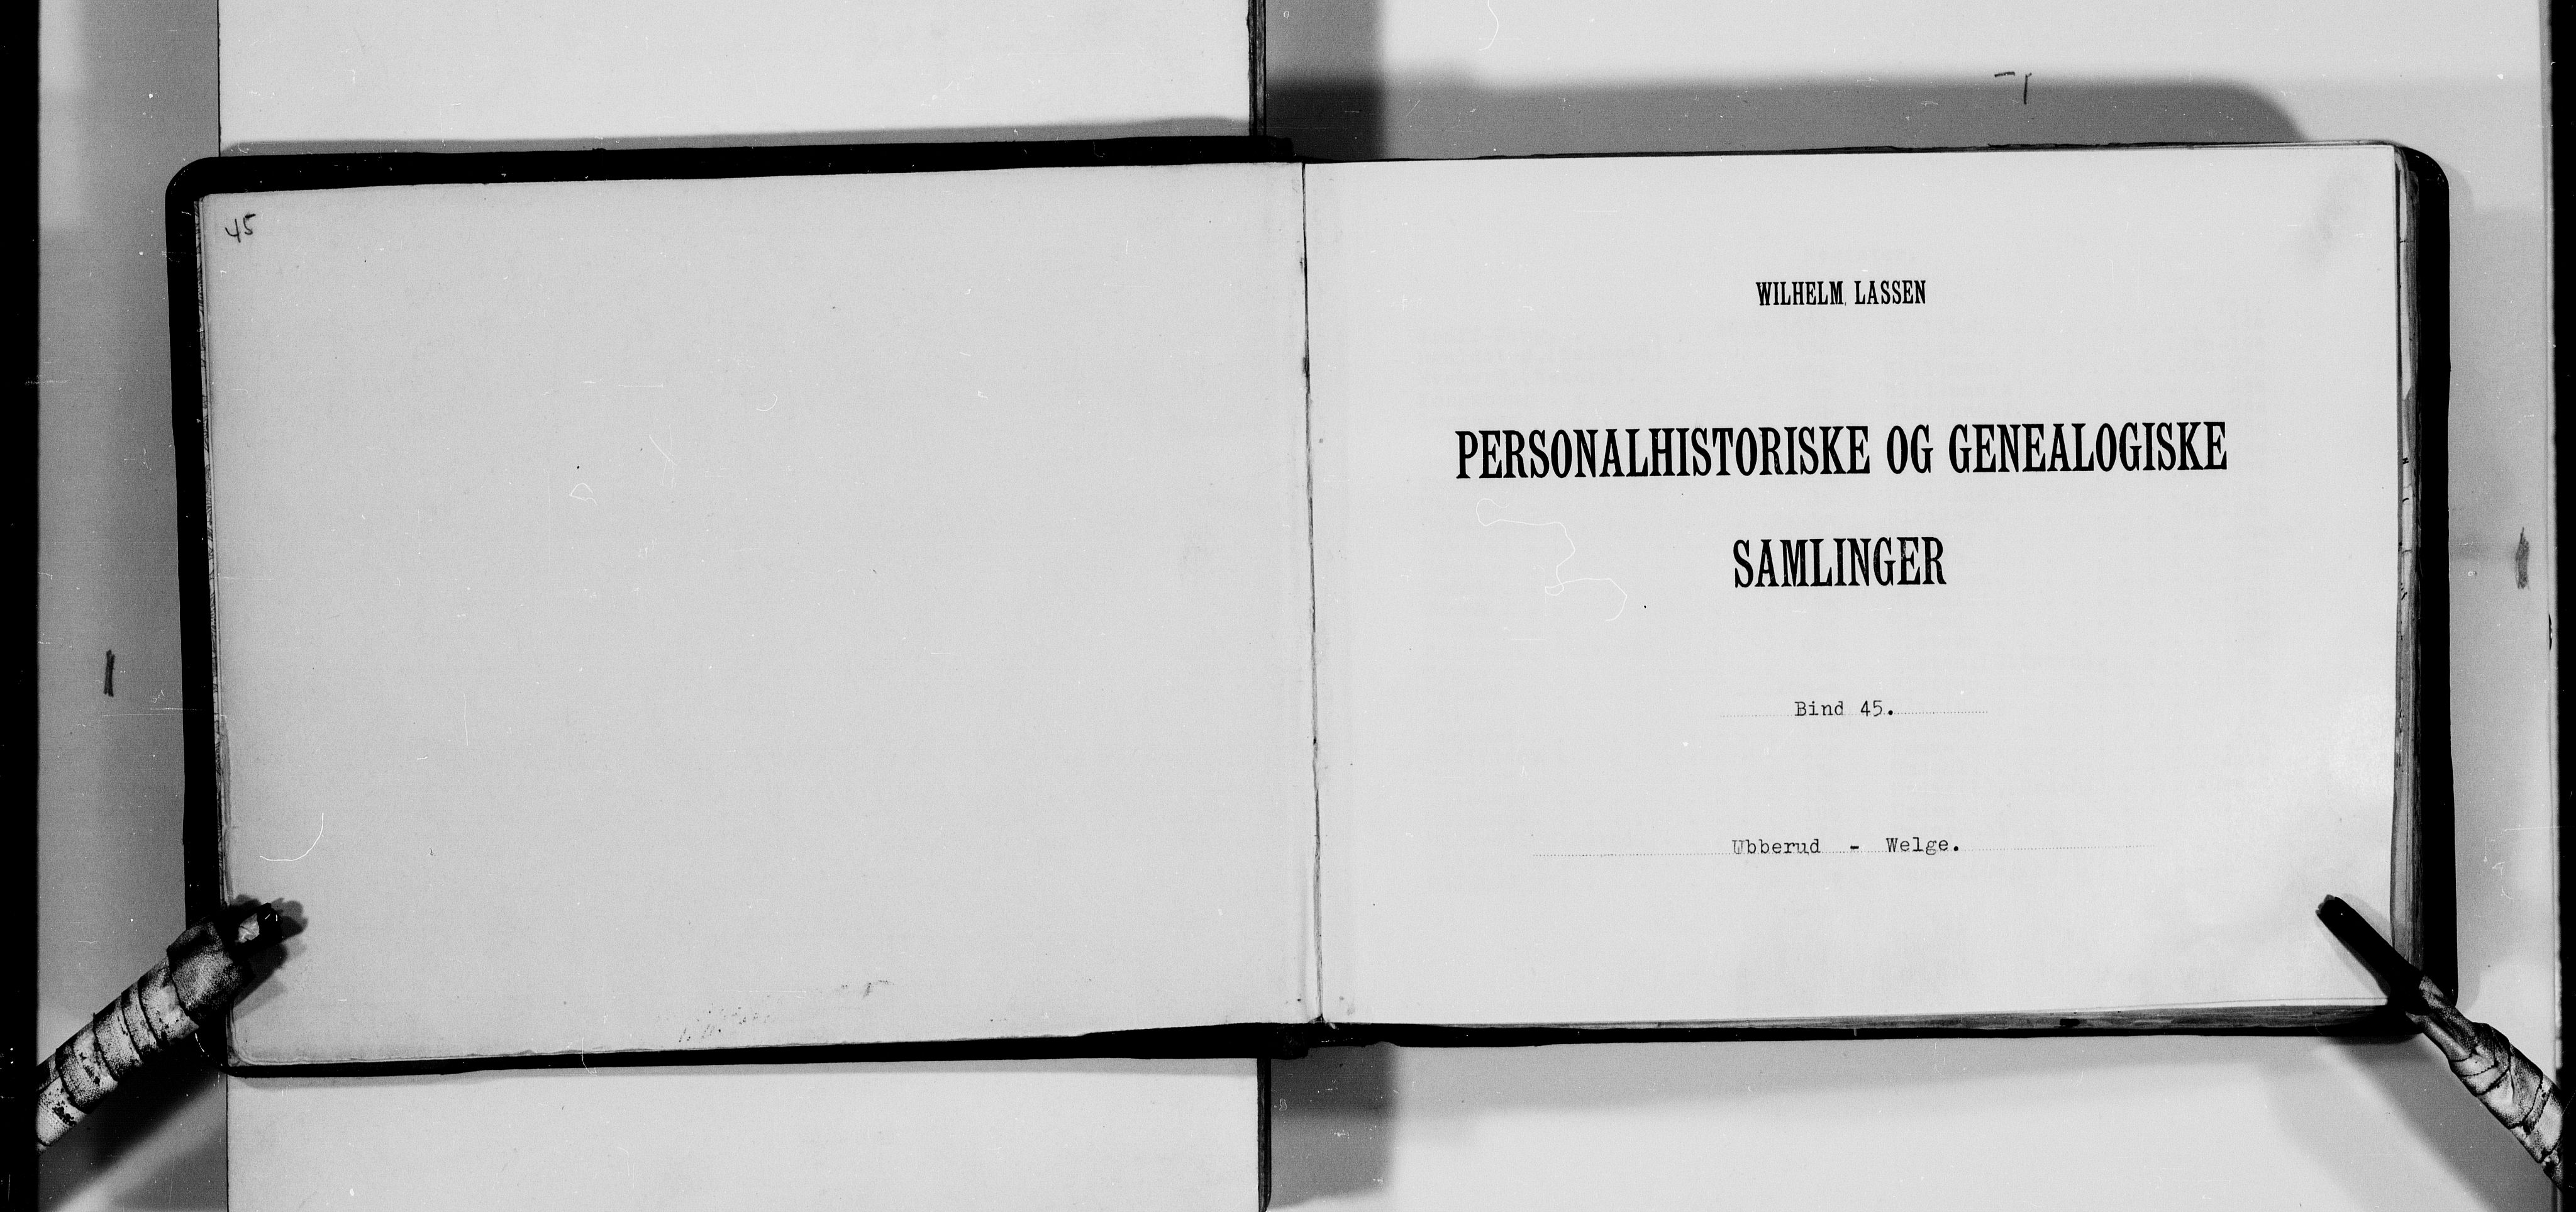 45
WILHELM LASSEN
PERSONALHISTORISKE OG GENEALOGISKE
SAMLINGER
Bind 45.
Ubberud - Welge.